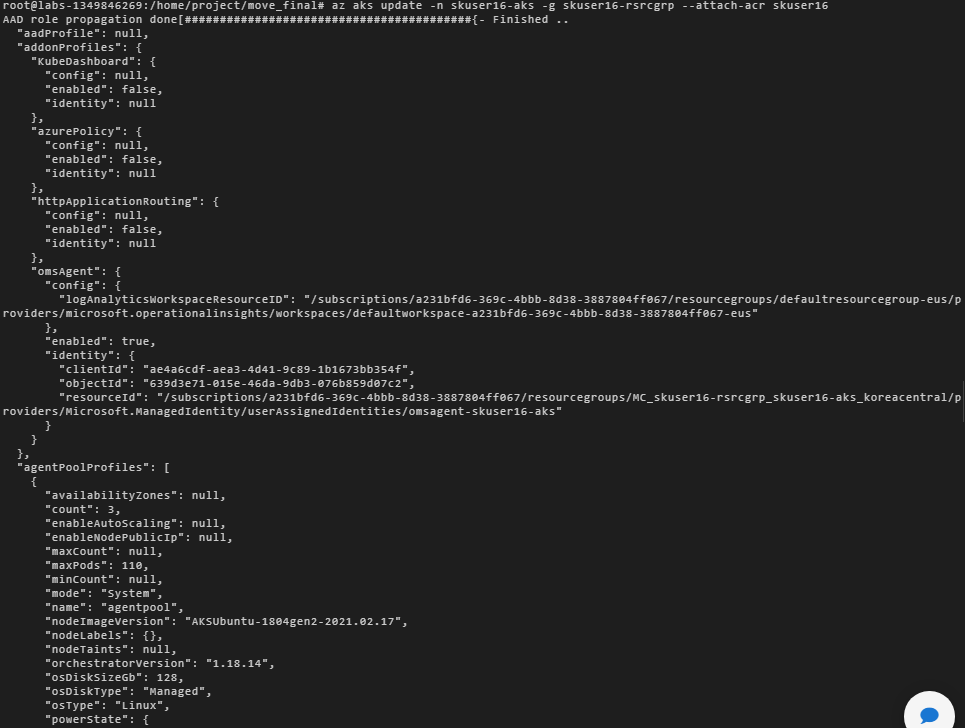 root@labs-1349846269:/home/project/move_final# az aks update -n skuser16-aks -g skuser16-rsrcgrp --attach-acr skuser16
AAD role propagation done[########################################{- Finished ..
  "aadProfile": null,
  "addonProfiles": {
    "KubeDashboard": {
      "config": null,
      "enabled": false,
      "identity": null
    },
    "azurePolicy": {
      "config": null,
      "enabled": false,
      "identity": null
    },
    "httpApplicationRouting": {
      "config": null,
      "enabled": false,
      "identity": null
    },
    "omsAgent": {
      "config": {
        "logAnalyticsWorkspaceResourceID": "/subscriptions/a231bfd6-369c-4bbb-8d38-3887804ff067/resourcegroups/defaultresourcegroup-eus/p
roviders/microsoft.operationalinsights/workspaces/defaultworkspace-a231bfd6-369c-4bbb-8d38-3887804ff067-eus"
      },
      "enabled": true,
      "identity": {
        "clientId": "ae4a6cdf-aea3-4d41-9c89-1b1673bb354f",
        "objectId": "639d3e71-015e-46da-9db3-076b859d07c2",
        "resourceId": "/subscriptions/a231bfd6-369c-4bbb-8d38-3887804ff067/resourcegroups/MC_skuser16-rsrcgrp_skuser16-aks_koreacentral/p
roviders/Microsoft.ManagedIdentity/userAssignedIdentities/omsagent-skuser16-aks"
      }
    }
  },
  "agentPoolProfiles": [
    {
      "availabilityZones": null,
      "count": 3,
      "enableAutoScaling": null,
      "enableNodePublicIp": null,
      "maxCount": null,
      "maxPods": 110,
      "minCount": null,
      "mode": "System",
      "name": "agentpool",
      "nodeImageVersion": "AKSUbuntu-1804gen2-2021.02.17",
      "nodeLabels": {},
      "nodeTaints": null,
      "orchestratorVersion": "1.18.14",
      "osDiskSizeGb": 128,
      "osDiskType": "Managed",
      "osType": "Linux",
      "powerState": {